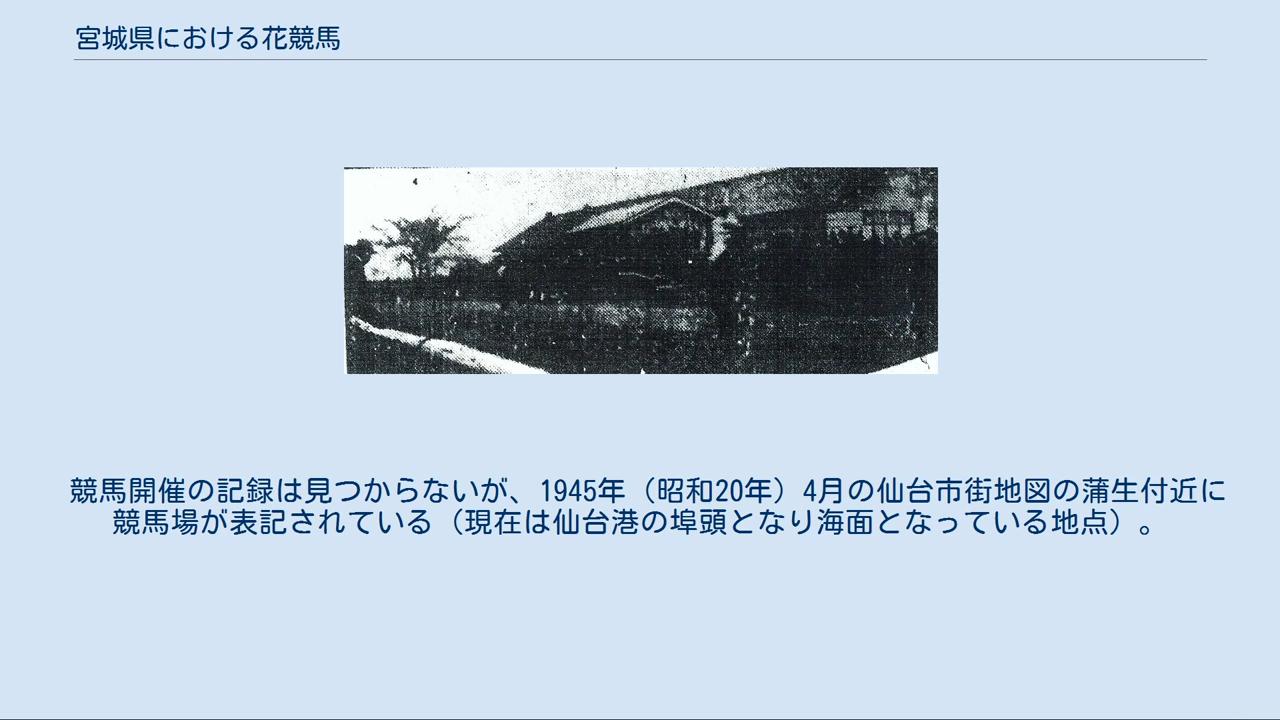 宮城県における花競馬
競馬開催の記録は見つからないが、1945年（昭和20年）4月の仙台市街地図の蒲生付近に
競馬場が表記されている（現在は仙台港の埠頭となり海面となっている地点）。